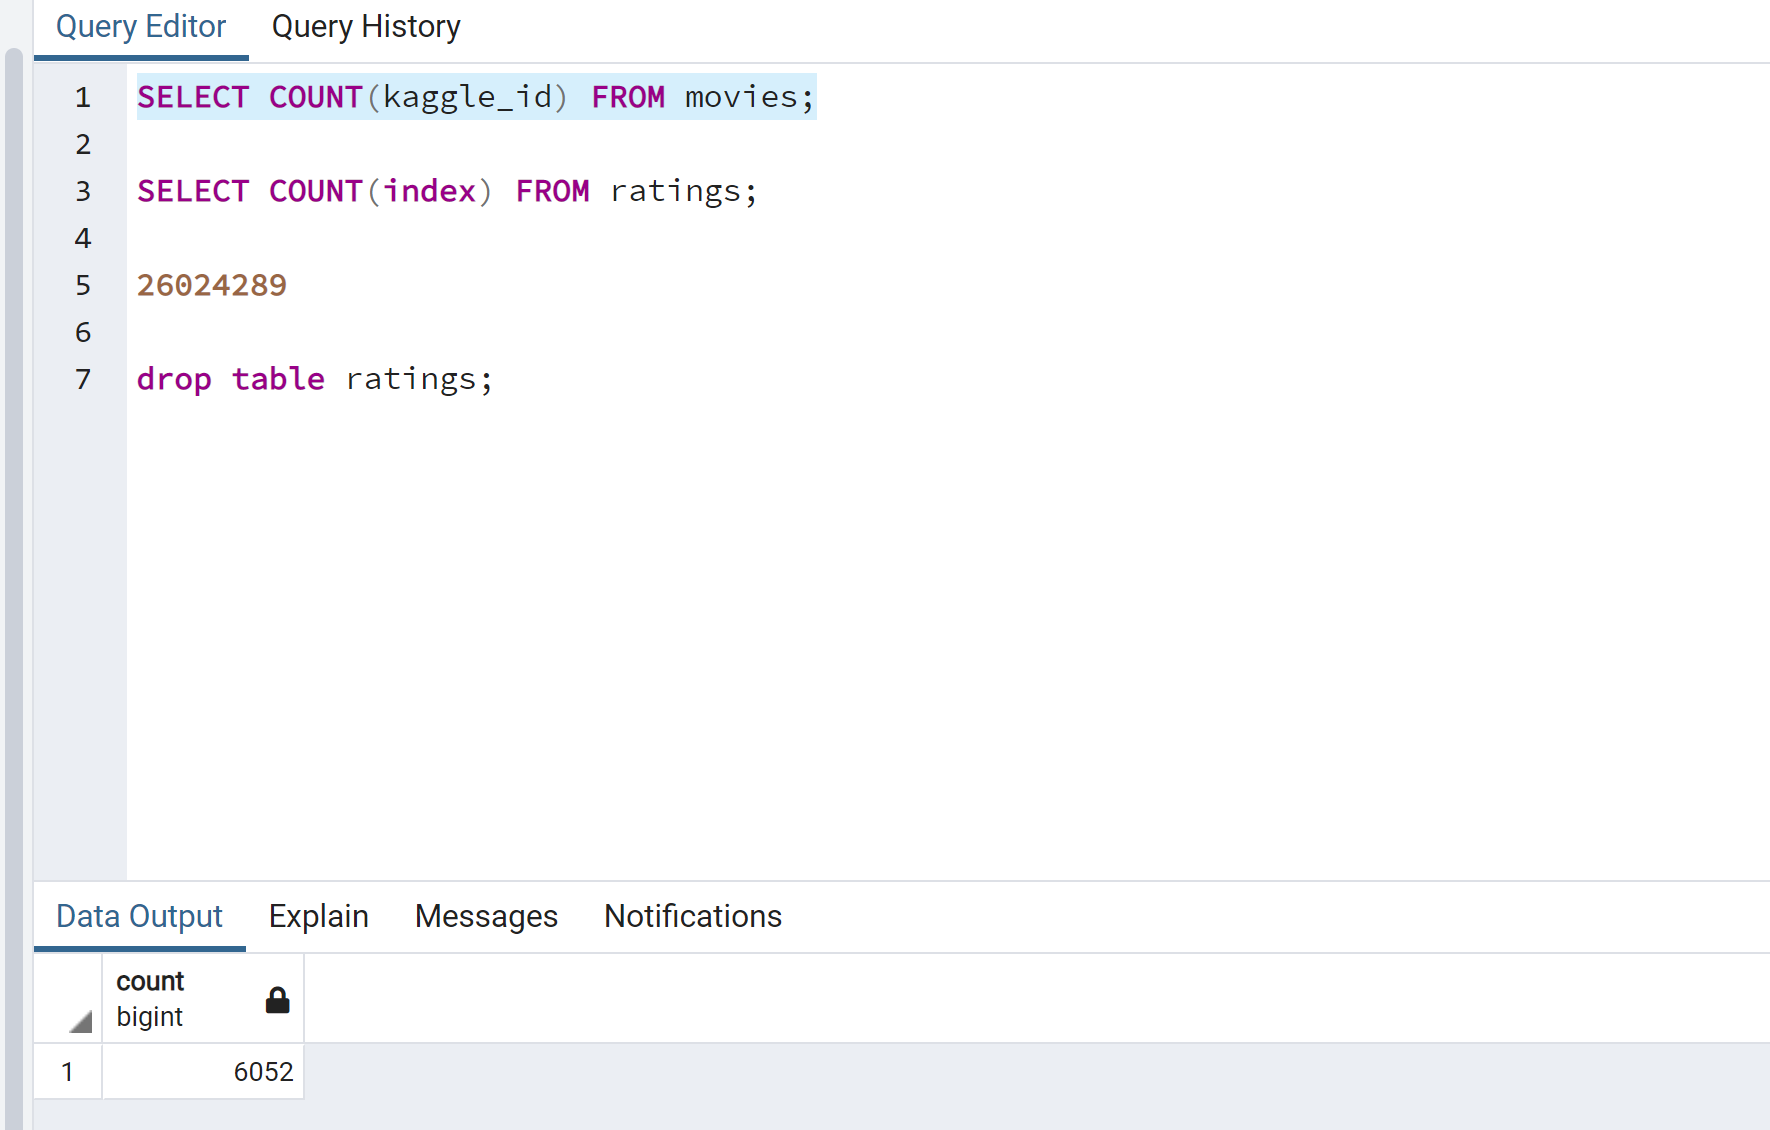 Query Editor Query History
1 SELECT COUNT(kaggle_id) FROM movies;
2
3 SELECT COUNT(index) FROM ratings;
4
5 26024289
6
7 drop table ratings;
Data Output Explain Messages Notifications
count
bigint
1 6052